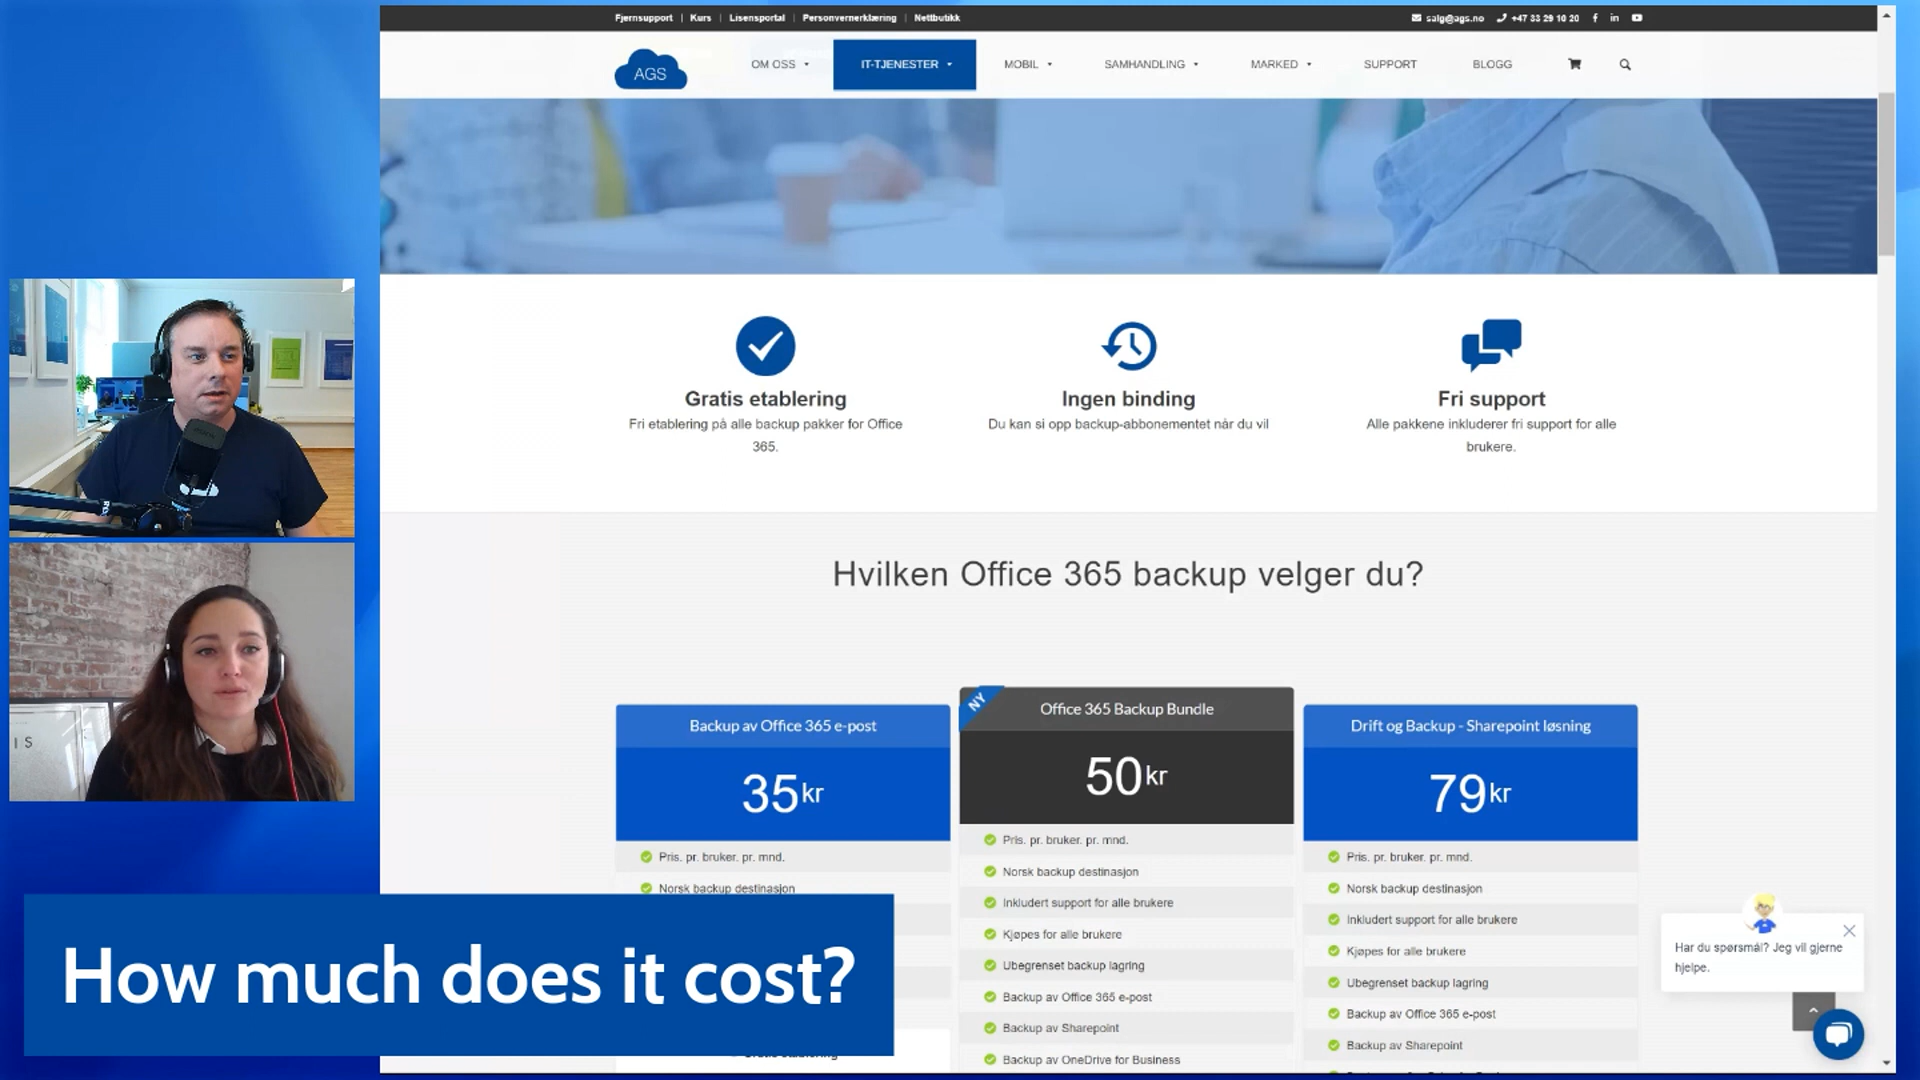 Fjernsupport | Kurs | Lisensportal | Personvernerklæring | Nettbutikk
salg@ags.no +47 33 29 10 20
AGS
OM OSS
IT-TJENESTER
MOBIL
SAMHANDLING
MARKED
SUPPORT
BLOGG
Gratis etablering
Fri etablering på alle backup pakker for Office
365.
Ingen binding
Du kan si opp backup-abbonementet når du vil
Fri support
Alle pakkene inkluderer fri support for alle
brukere.
Hvilken Office 365 backup velger du?
Backup av Office 365 e-post
35kr
Pris. pr. bruker. pr. mnd.
Norsk backup destinasjon
NY
Office 365 Backup Bundle
50kr
Pris. pr. bruker. pr. mnd.
Norsk backup destinasjon
Inkludert support for alle brukere
Kjøpes for alle brukere
Ubegrenset backup lagring
Backup av Office 365 e-post
Backup av Sharepoint
Backup av OneDrive for Business
Drift og Backup - Sharepoint løsning
79kr
Pris. pr. bruker. pr. mnd.
Norsk backup destinasjon
Inkludert support for alle brukere
Kjøpes for alle brukere
Ubegrenset backup lagring
Backup av Office 365 e-post
Backup av Sharepoint
Har du spørsmål? Jeg vil gjerne
hjelpe.
How much does it cost?
IS